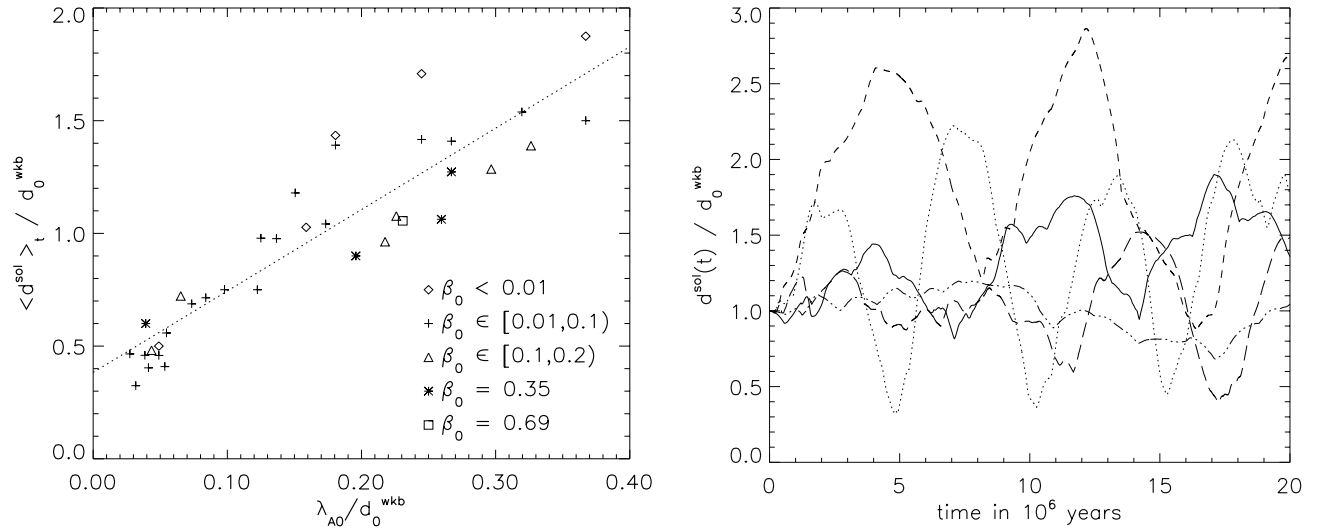 2.0
1.5
1.0
0.5
0.0
<d^sol>_t / d_0^wkb
0.00 0.10 0.20 0.30 0.40
λ_A0/d_0^wkb
◇ β_0 < 0.01
+ β_0 ∈ [0.01,0.1)
△ β_0 ∈ [0.1,0.2)
✳ β_0 = 0.35
□ β_0 = 0.69
3.0
2.5
2.0
1.5
1.0
0.5
0.0
d^sol(t) / d_0^wkb
0 5 10 15 20
time in 10^6 years